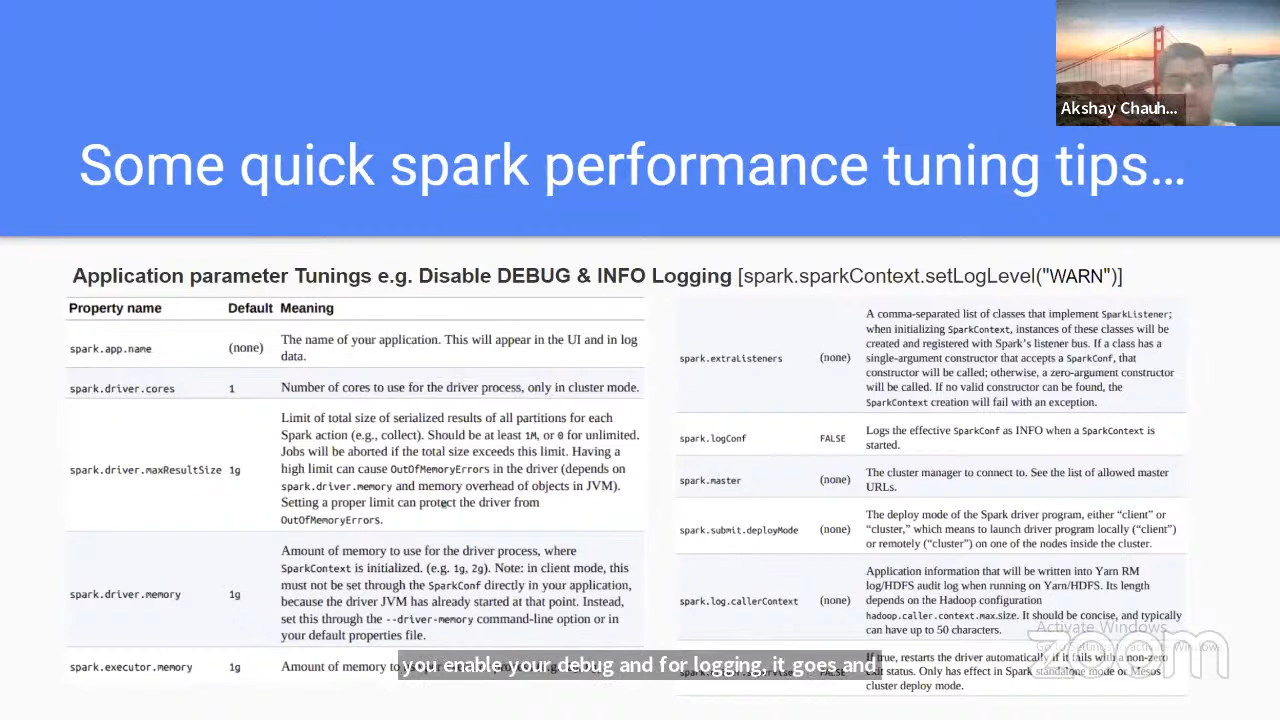 Akshay Chauh...
Some quick spark performance tuning tips...
Application parameter Tunings e.g. Disable DEBUG & INFO Logging [spark.sparkContext.setLogLevel("WARN")]
Property name Default Meaning
spark.app.name (none) The name of your application. This will appear in the UI and in log
data.
spark.driver.cores 1 Number of cores to use for the driver process, only in cluster mode.
spark.driver.maxResultSize 1g Limit of total size of serialized results of all partitions for each
Spark action (e.g., collect). Should be at least 1M, or 0 for unlimited.
Jobs will be aborted if the total size exceeds this limit. Having a
high limit can cause OutOfMemoryErrors in the driver (depends on
spark.driver.memory and memory overhead of objects in JVM).
Setting a proper limit can protect the driver from
OutOfMemoryErrors.
spark.driver.memory 1g Amount of memory to use for the driver process, where
SparkContext is initialized. (e.g. 1g, 2g). Note: in client mode, this
must not be set through the SparkConf directly in your application,
because the driver JVM has already started at that point. Instead,
set this through the --driver-memory command-line option or in
your default properties file.
spark.executor.memory 1g Amount of memory to
spark.extraListeners (none) A comma-separated list of classes that implement SparkListener;
when initializing SparkContext, instances of these classes will be
created and registered with Spark's listener bus. If a class has a
single-argument constructor that accepts a SparkConf, that
constructor will be called; otherwise, a zero-argument constructor
will be called. If no valid constructor can be found, the
SparkContext creation will fail with an exception.
spark.logConf FALSE Logs the effective SparkConf as INFO when a SparkContext is
started.
spark.master (none) The cluster manager to connect to. See the list of allowed master
URLs.
spark.submit.deployMode (none) The deploy mode of the Spark driver program, either "client" or
"cluster," which means to launch driver program locally ("client")
or remotely ("cluster") on one of the nodes inside the cluster.
spark.log.callerContext (none) Application information that will be written into Yarn RM
log/HDFS audit log when running on Yarn/HDFS. Its length
depends on the Hadoop configuration
hadoop.caller.context.max.size. It should be concise, and typically
can have up to 50 characters.
FALSE If true, restarts the driver automatically if it fails with a non-zero
exit status. Only has effect in Spark standalone mode or Mesos
cluster deploy mode.
you enable your debug and for logging, it goes and
Activate Windows
Go to Settings to activate Windows.
zoom